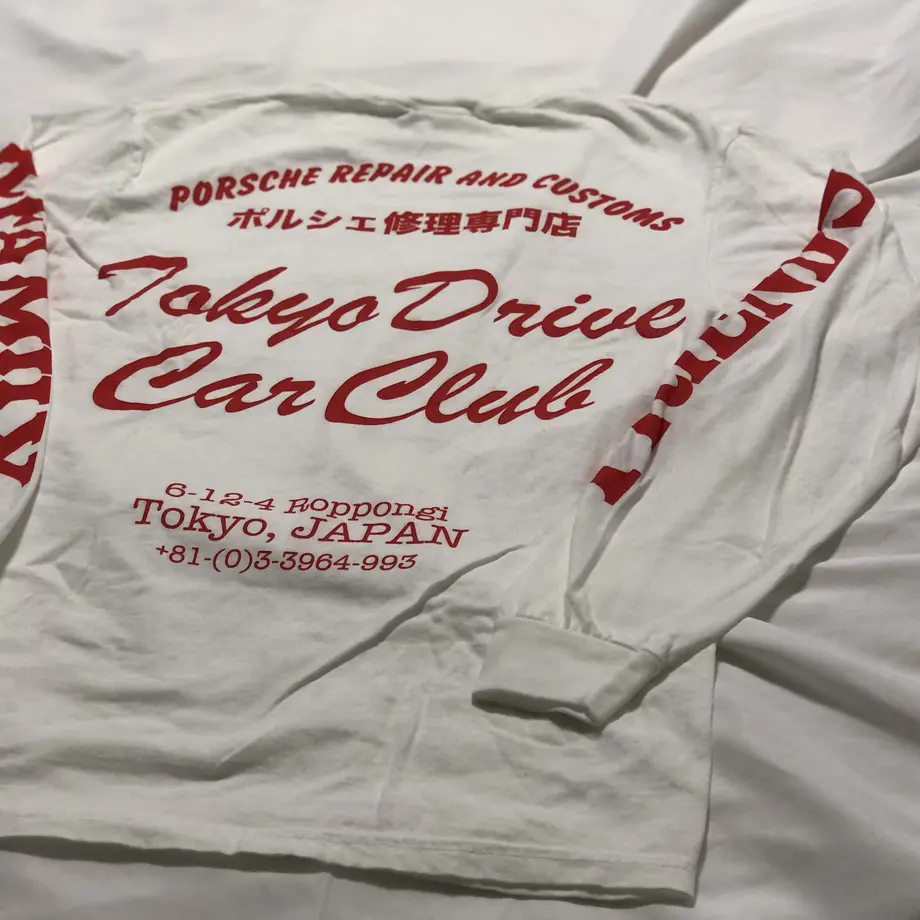 PORSCHE REPAIR AND CUSTOMS
ポルシェ修理専門店
Tokyo Drive
Car Club
6-12-4 Roppongi
Tokyo, JAPAN
+81-(0)3-3964-993